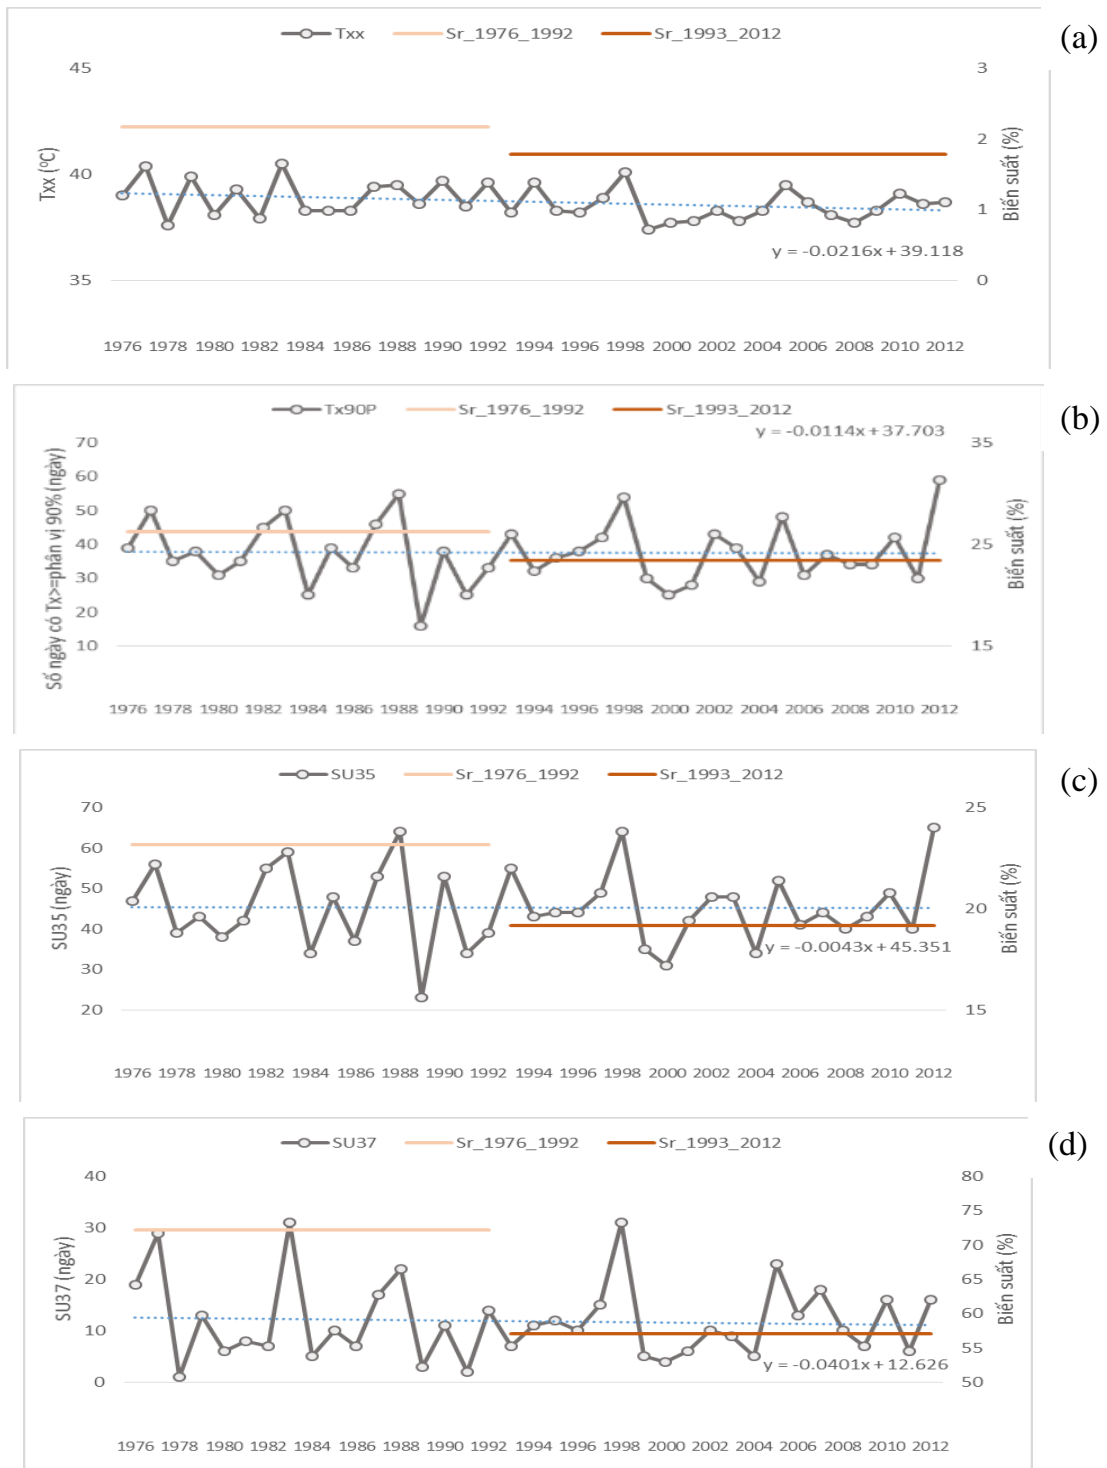 Txx Sr_1976_1992 Sr_1993_2012
(a)
45 3
40 2
1
35 0
Txx (⁰C)
Biến suất (%)
y = -0.0216x + 39.118
1976 1978 1980 1982 1984 1986 1988 1990 1992 1994 1996 1998 2000 2002 2004 2006 2008 2010 2012
Tx90P Sr_1976_1992 Sr_1993_2012
(b)
y = -0.0114x + 37.703
70 35
60
50
40 25
30
20
10 15
Số ngày có Tx>=phân vị 90% (ngày)
Biến suất (%)
1976 1978 1980 1982 1984 1986 1988 1990 1992 1994 1996 1998 2000 2002 2004 2006 2008 2010 2012
SU35 Sr_1976_1992 Sr_1993_2012
(c)
70 25
60
50
40 20
30
20 15
SU35 (ngày)
Biến suất (%)
y = -0.0043x + 45.351
1976 1978 1980 1982 1984 1986 1988 1990 1992 1994 1996 1998 2000 2002 2004 2006 2008 2010 2012
SU37 Sr_1976_1992 Sr_1993_2012
(d)
40 80
75
30 70
65
20
60
10 55
0 50
SU37 (ngày)
Biến suất (%)
y = -0.0401x + 12.626
1976 1978 1980 1982 1984 1986 1988 1990 1992 1994 1996 1998 2000 2002 2004 2006 2008 2010 2012